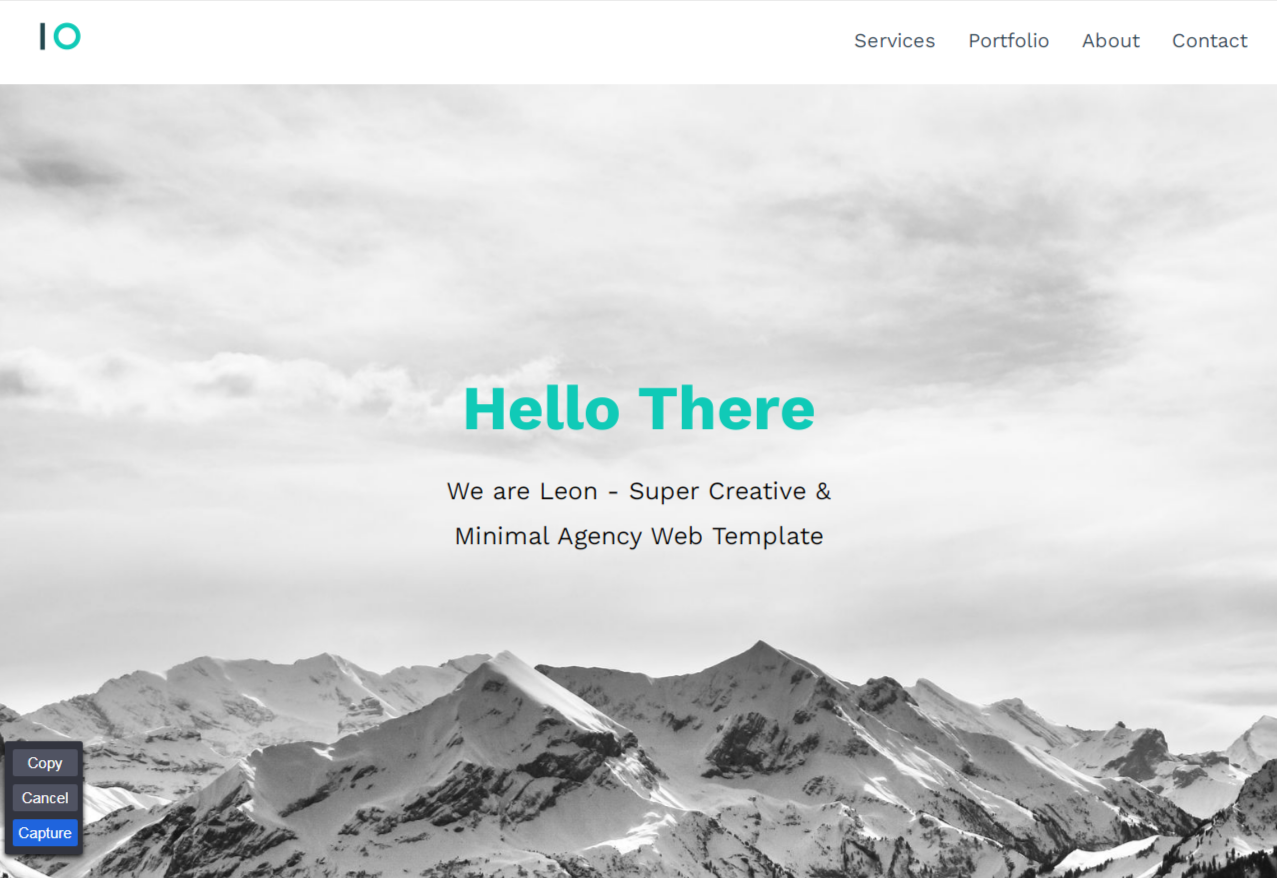 IO
Services Portfolio About Contact
Hello There
We are Leon - Super Creative &
Minimal Agency Web Template
Copy
Cancel
Capture